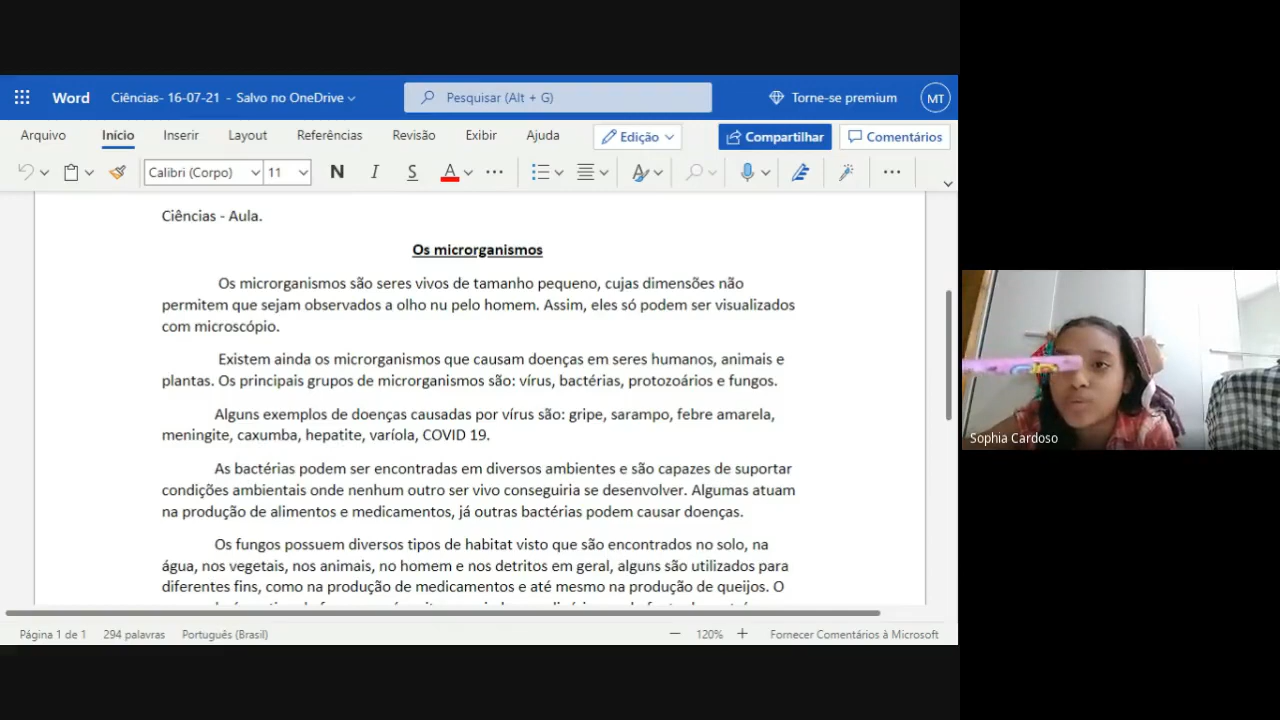 Word Ciências- 16-07-21 - Salvo no OneDrive Pesquisar (Alt + G) Torne-se premium MT
Arquivo Início Inserir Layout Referências Revisão Exibir Ajuda Edição Compartilhar Comentários
Calibri (Corpo) 11 N I S A
Ciências - Aula.
Os microrganismos
Os microrganismos são seres vivos de tamanho pequeno, cujas dimensões não
permitem que sejam observados a olho nu pelo homem. Assim, eles só podem ser visualizados
com microscópio.
Existem ainda os microrganismos que causam doenças em seres humanos, animais e
plantas. Os principais grupos de microrganismos são: vírus, bactérias, protozoários e fungos.
Alguns exemplos de doenças causadas por vírus são: gripe, sarampo, febre amarela,
meningite, caxumba, hepatite, varíola, COVID 19.
As bactérias podem ser encontradas em diversos ambientes e são capazes de suportar
condições ambientais onde nenhum outro ser vivo conseguiria se desenvolver. Algumas atuam
na produção de alimentos e medicamentos, já outras bactérias podem causar doenças.
Os fungos possuem diversos tipos de habitat visto que são encontrados no solo, na
água, nos vegetais, nos animais, no homem e nos detritos em geral, alguns são utilizados para
diferentes fins, como na produção de medicamentos e até mesmo na produção de queijos. O
Página 1 de 1 294 palavras Português (Brasil) 120% Fornecer Comentários à Microsoft
Sophia Cardoso